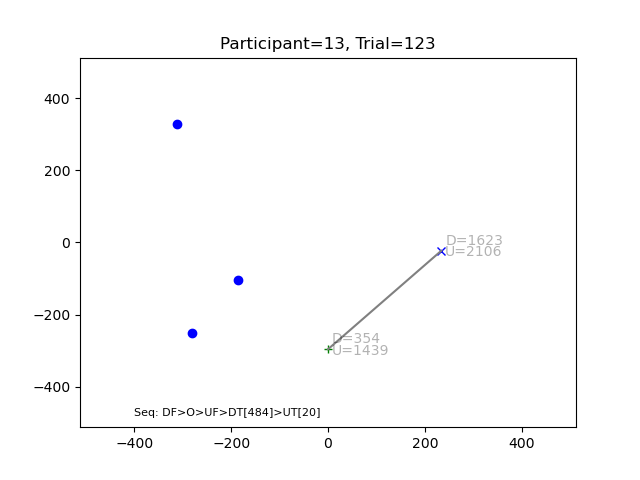 Participant=13, Trial=123
400
200
0
−200
−400
D=1623
U=2106
D=354
U=1439
Seq: DF>O>UF>DT[484]>UT[20]
−400
−200
0
200
400